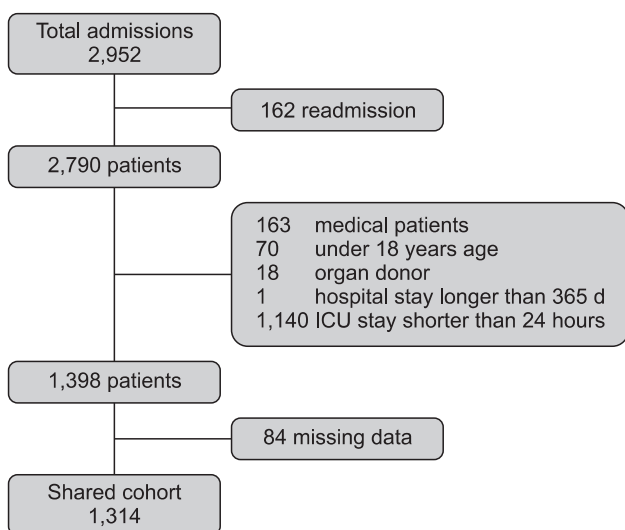 Total admissions
2,952
162 readmission
2,790 patients
163 medical patients
70 under 18 years age
18 organ donor
1 hospital stay longer than 365 d
1,140 ICU stay shorter than 24 hours
1,398 patients
84 missing data
Shared cohort
1,314